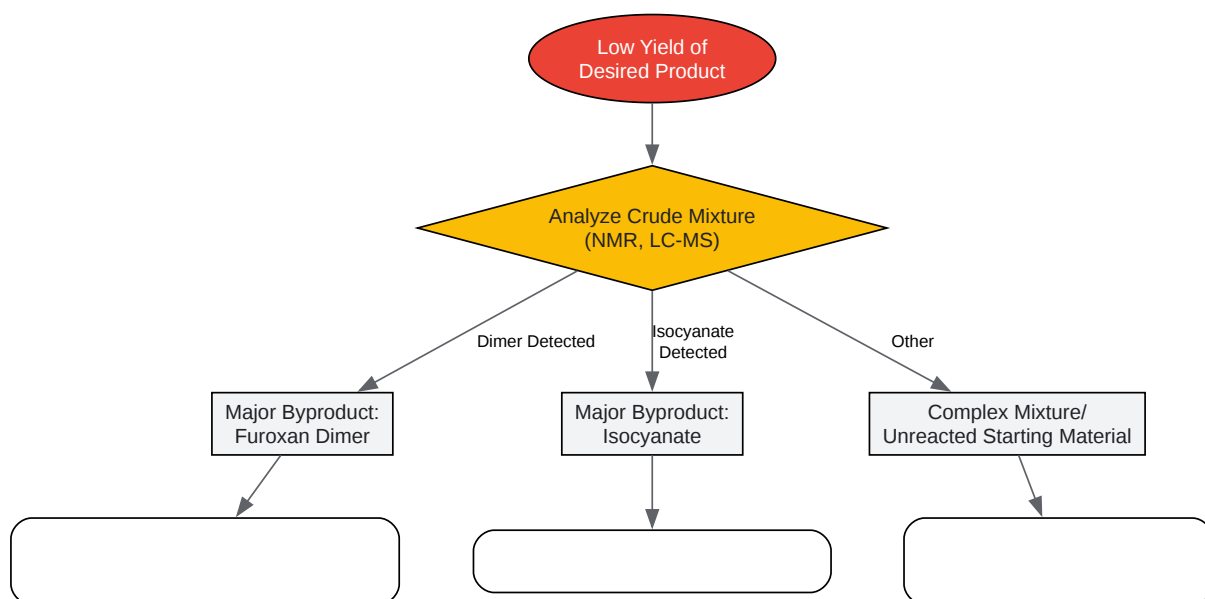 Low Yield of
Desired Product
Analyze Crude Mixture
(NMR, LC-MS)
Dimer Detected
Isocyanate
Detected
Other
Major Byproduct:
Furoxan Dimer
Major Byproduct:
Isocyanate
Complex Mixture/
Unreacted Starting Material